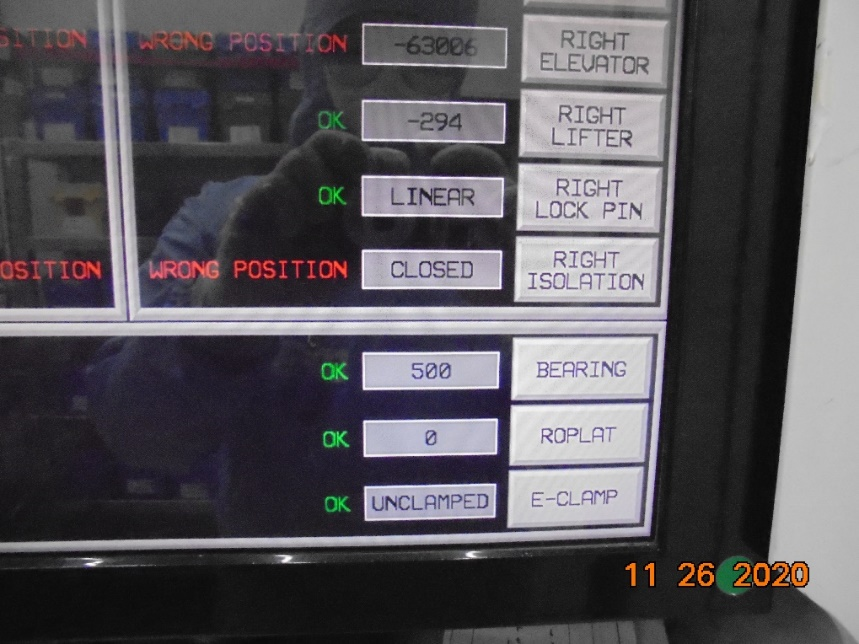 WRONG POSITION -63006 RIGHT
ELEVATOR
OK -294 RIGHT
LIFTER
OK LINEAR RIGHT
LOCK PIN
OSITION WRONG POSITION CLOSED RIGHT
ISOLATION
OK 500 BEARING
OK 0 ROPLAT
OK UNCLAMPED E-CLAMP
11 26 2020